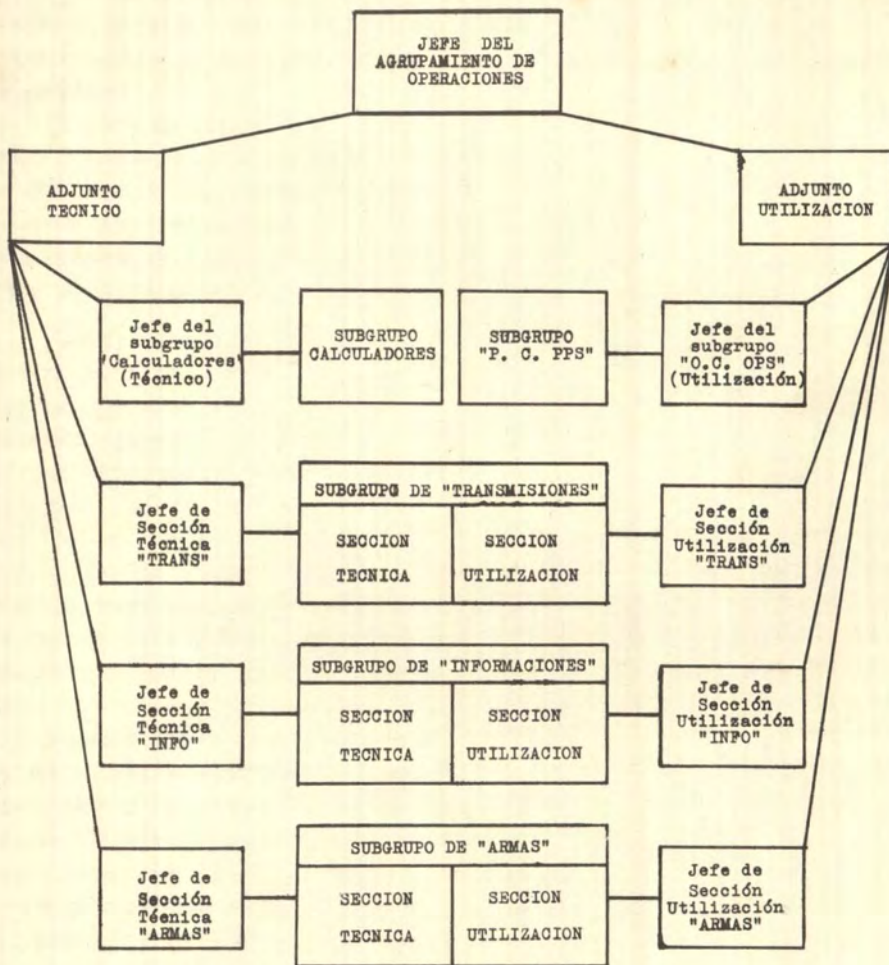 JEFE DEL
AGRUPAMIENTO DE
OPERACIONES
ADJUNTO
TECNICO
ADJUNTO
UTILIZACION
Jefe del
subgrupo
"Calculadores"
(Técnico)
SUBGRUPO
CALCULADORES
SUBGRUPO
"P. C. PPS"
Jefe del
subgrupo
"O.C. OPS"
(Utilización)
Jefe de
Sección
Técnica
"TRANS"
SUBGRUPO DE "TRANSMISIONES"
SECCION
TECNICA
SECCION
UTILIZACION
Jefe de
Sección
Utilización
"TRANS"
Jefe de
Sección
Técnica
"INFO"
SUBGRUPO DE "INFORMACIONES"
SECCION
TECNICA
SECCION
UTILIZACION
Jefe de
Sección
Utilización
"INFO"
Jefe de
Sección
Técnica
"ARMAS"
SUBGRUPO DE "ARMAS"
SECCION
TECNICA
SECCION
UTILIZACION
Jefe de
Sección
Utilización
"ARMAS"